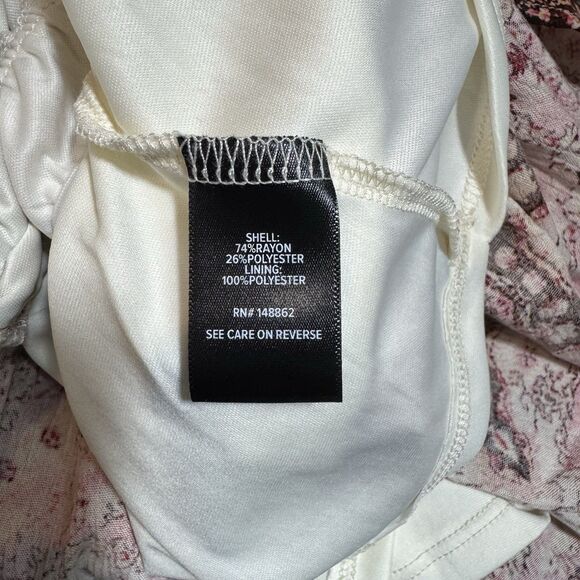 SHELL:
74%RAYON
26%POLYESTER
LINING:
100%POLYESTER
RN# 148862
SEE CARE ON REVERSE